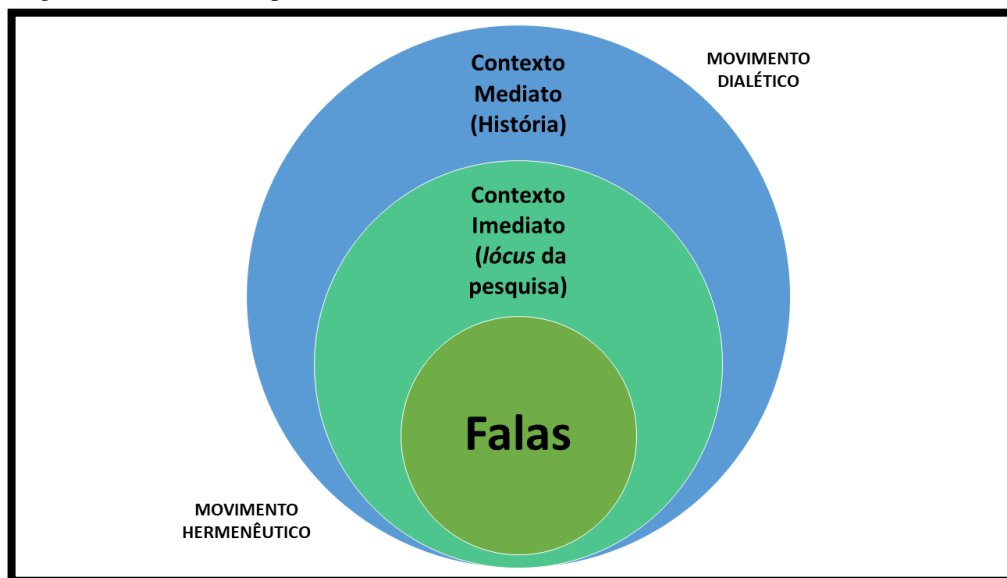 Contexto
Mediato
(História)
MOVIMENTO
DIALÉTICO
Contexto
Imediato
(lócus da
pesquisa)
Falas
MOVIMENTO
HERMENÊUTICO